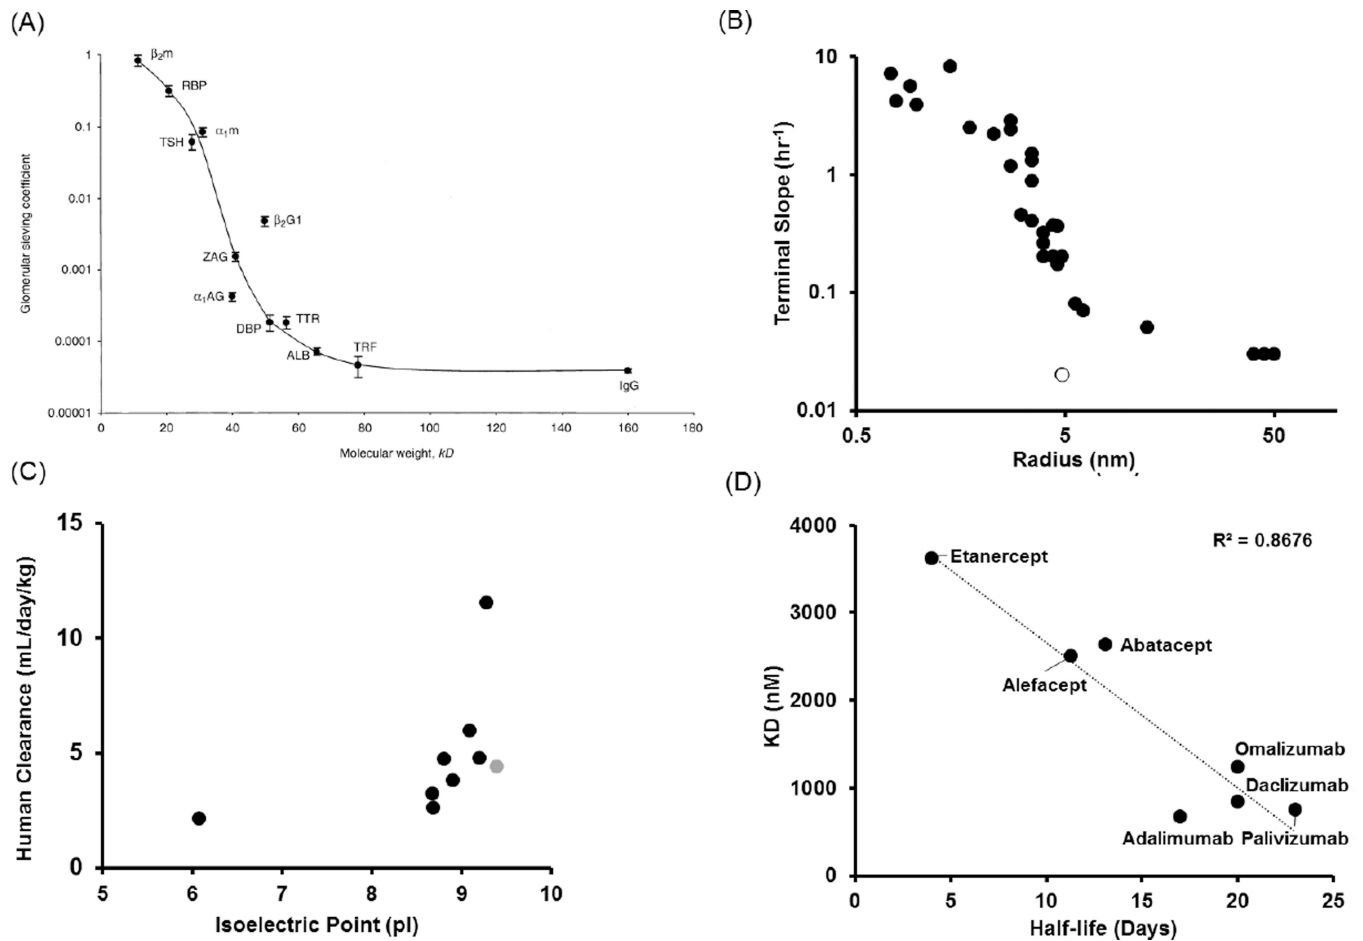 (A)
1
0.1
0.01
0.001
0.0001
0.00001
Glomerular sieving coefficient
β2m
RBP
α1m
TSH
β2G1
ZAG
α1AG
DBP
TTR
ALB
TRF
IgG
0 20 40 60 80 100 120 140 160 180
Molecular weight, kD
(B)
10
1
0.1
0.01
Terminal Slope (hr-1)
0.5 5 50
Radius (nm)
(C)
15
10
5
0
Human Clearance (mL/day/kg)
5 6 7 8 9 10
Isoelectric Point (pI)
(D)
4000
3000
2000
1000
0
KD (nM)
R² = 0.8676
Etanercept
Abatacept
Alefacept
Omalizumab
Daclizumab
Adalimumab Palivizumab
0 5 10 15 20 25
Half-life (Days)